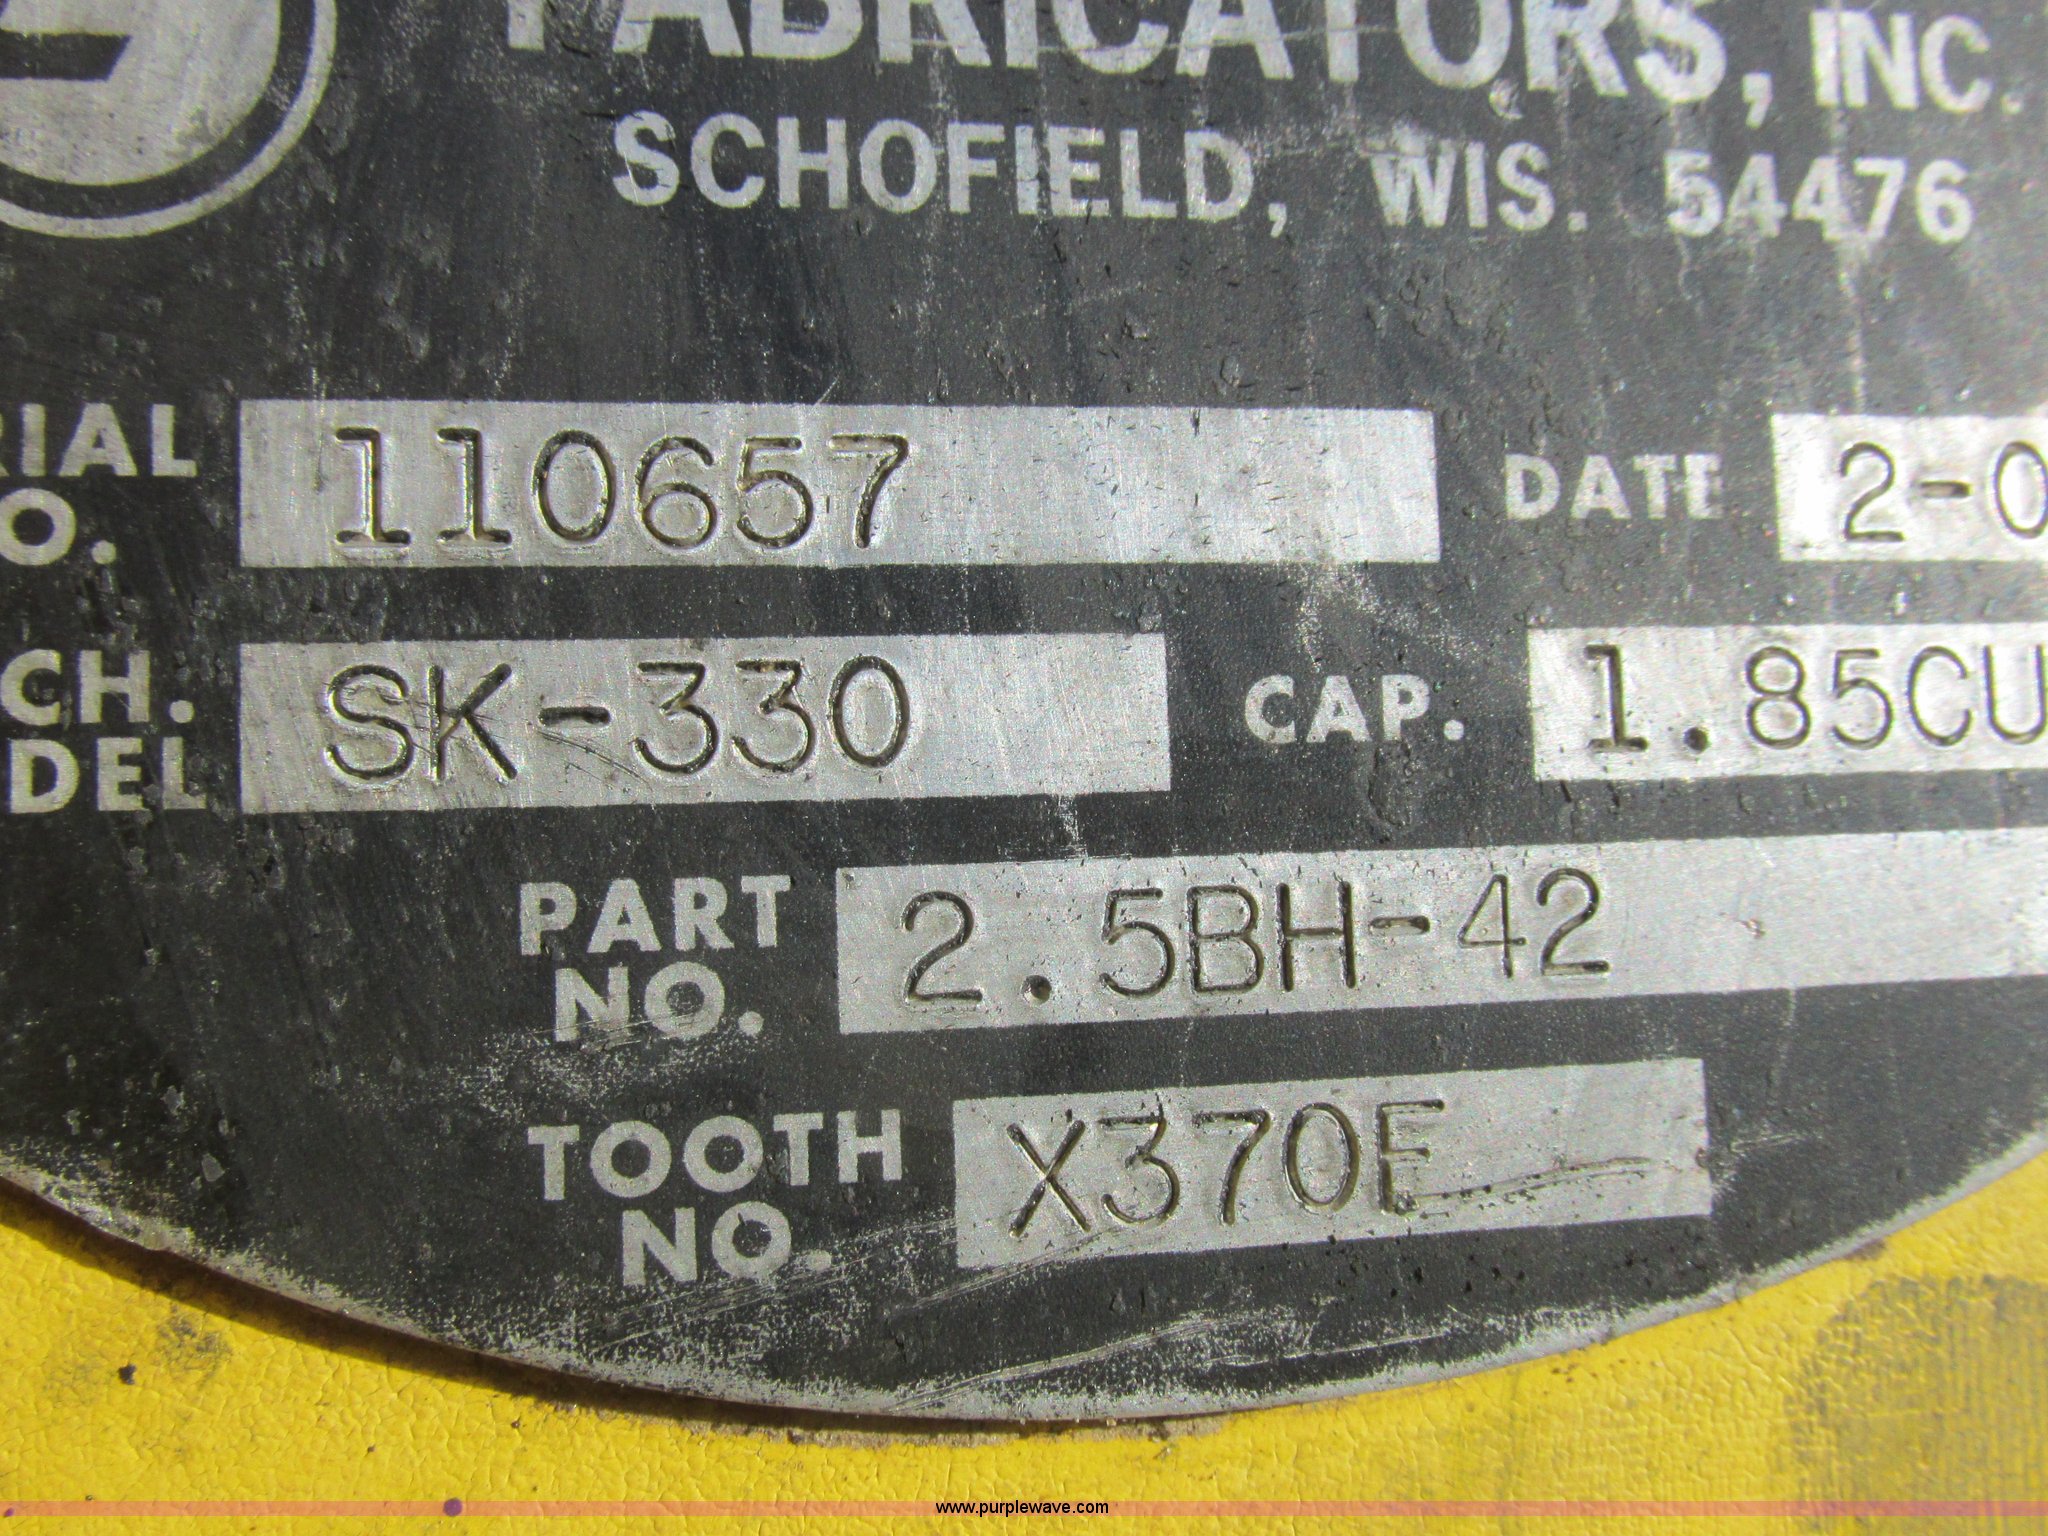 FABRICATORS, INC.
SCHOFIELD, WIS. 54476
RIAL 110657 DATE 2-0
O.
CH. SK-330 CAP. 1.85CU
DEL
PART 2.5BH-42
NO.
TOOTH X370E
NO.
www.purplewave.com